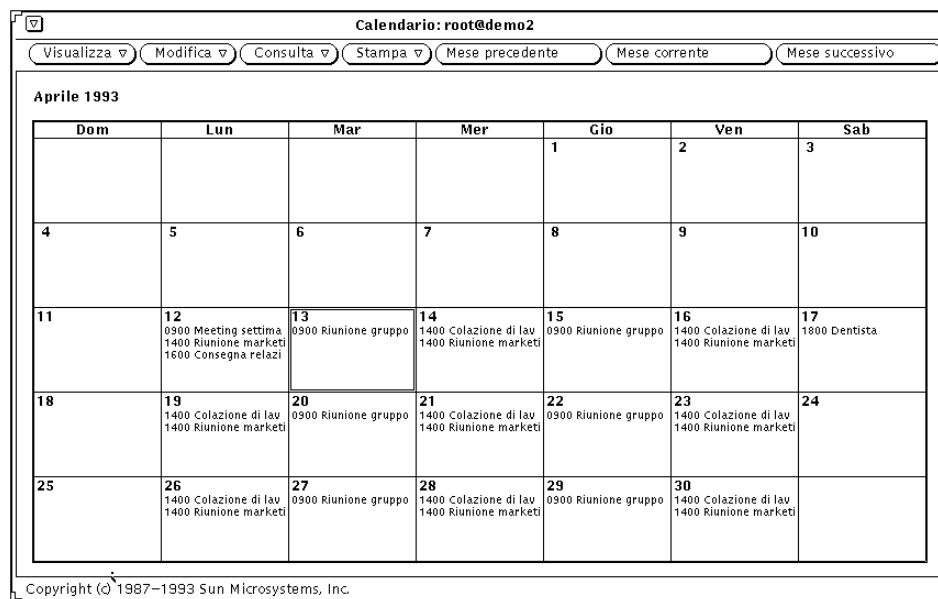 Calendario: root@demo2
Visualizza Modifica Consulta Stampa Mese precedente Mese corrente Mese successivo
Aprile 1993
Dom Lun Mar Mer Gio Ven Sab
1 2 3
4 5 6 7 8 9 10
11 12 13 14 15 16 17
0900 Meeting settima 0900 Riunione gruppo 1400 Colazione di lav 0900 Riunione gruppo 1400 Colazione di lav 1800 Dentista
1400 Riunione marketi 1400 Riunione marketi 1400 Riunione marketi
1600 Consegna relazi
18 19 20 21 22 23 24
1400 Colazione di lav 0900 Riunione gruppo 1400 Colazione di lav 0900 Riunione gruppo 1400 Colazione di lav
1400 Riunione marketi 1400 Riunione marketi 1400 Riunione marketi
25 26 27 28 29 30
1400 Colazione di lav 0900 Riunione gruppo 1400 Colazione di lav 0900 Riunione gruppo 1400 Colazione di lav
1400 Riunione marketi 1400 Riunione marketi 1400 Riunione marketi
Copyright (c) 1987-1993 Sun Microsystems, Inc.